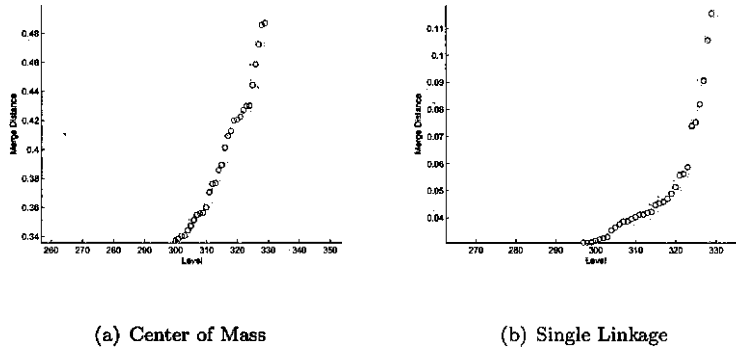 0.48
0.46
0.44
0.42
0.4
0.38
0.36
0.34
Merge Distance
260 270 280 290 300 310 320 330 340 350
Level
(a) Center of Mass
0.11
0.1
0.09
0.08
0.07
0.06
0.05
0.04
Merge Distance
270 280 290 300 310 320 330
Level
(b) Single Linkage